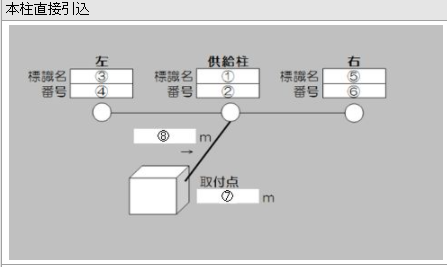 本柱直接引込
左 供給柱 右
標識名 ③ 標識名 ① 標識名 ⑤
番号 ④ 番号 ② 番号 ⑥
⑧ m
→
取付点
⑦ m